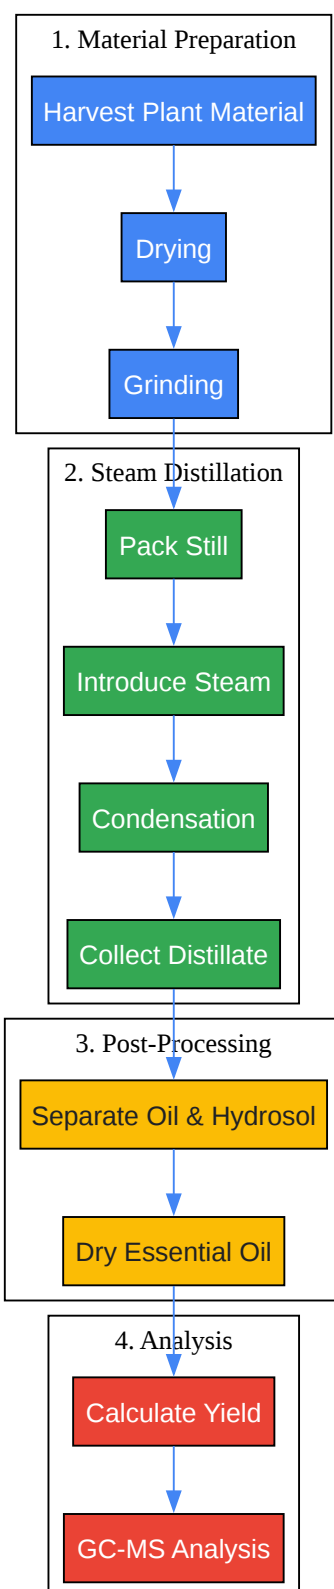 1. Material Preparation
Harvest Plant Material
Drying
Grinding
2. Steam Distillation
Pack Still
Introduce Steam
Condensation
Collect Distillate
3. Post-Processing
Separate Oil & Hydrosol
Dry Essential Oil
4. Analysis
Calculate Yield
GC-MS Analysis